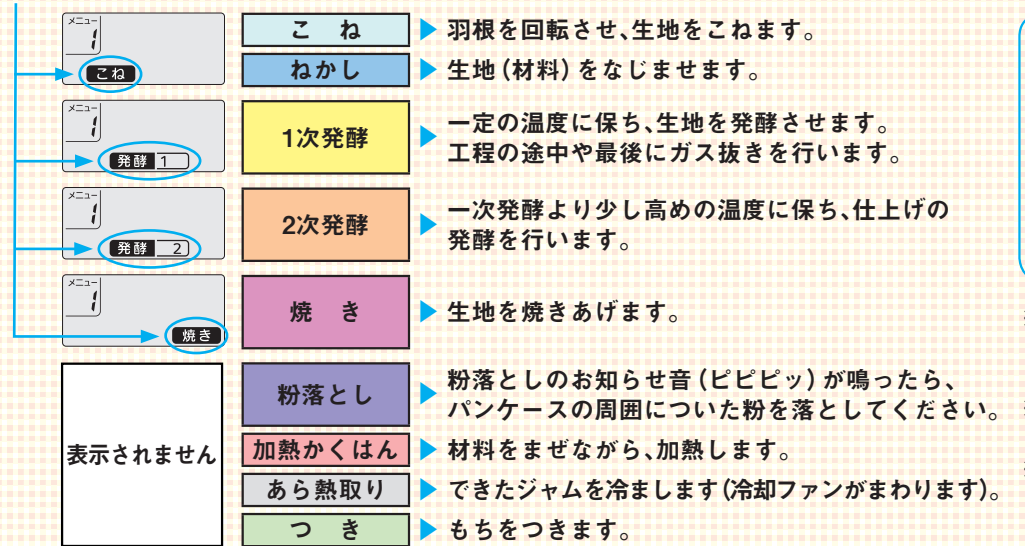 メニュー
1
こね
こ ね
羽根を回転させ、生地をこねます。
ねかし
生地(材料)をなじませます。
メニュー
1
発酵 1
1次発酵
一定の温度に保ち、生地を発酵させます。
工程の途中や最後にガス抜きを行います。
メニュー
1
発酵 2
2次発酵
一次発酵より少し高めの温度に保ち、仕上げの
発酵を行います。
メニュー
1
焼き
焼 き
生地を焼きあげます。
表示されません
粉落とし
粉落としのお知らせ音(ピピピッ)が鳴ったら、
パンケースの周囲についた粉を落としてください。
加熱かくはん
材料をまぜながら、加熱します。
あら熱取り
できたジャムを冷まします(冷却ファンがまわります)。
つ き
もちをつきます。